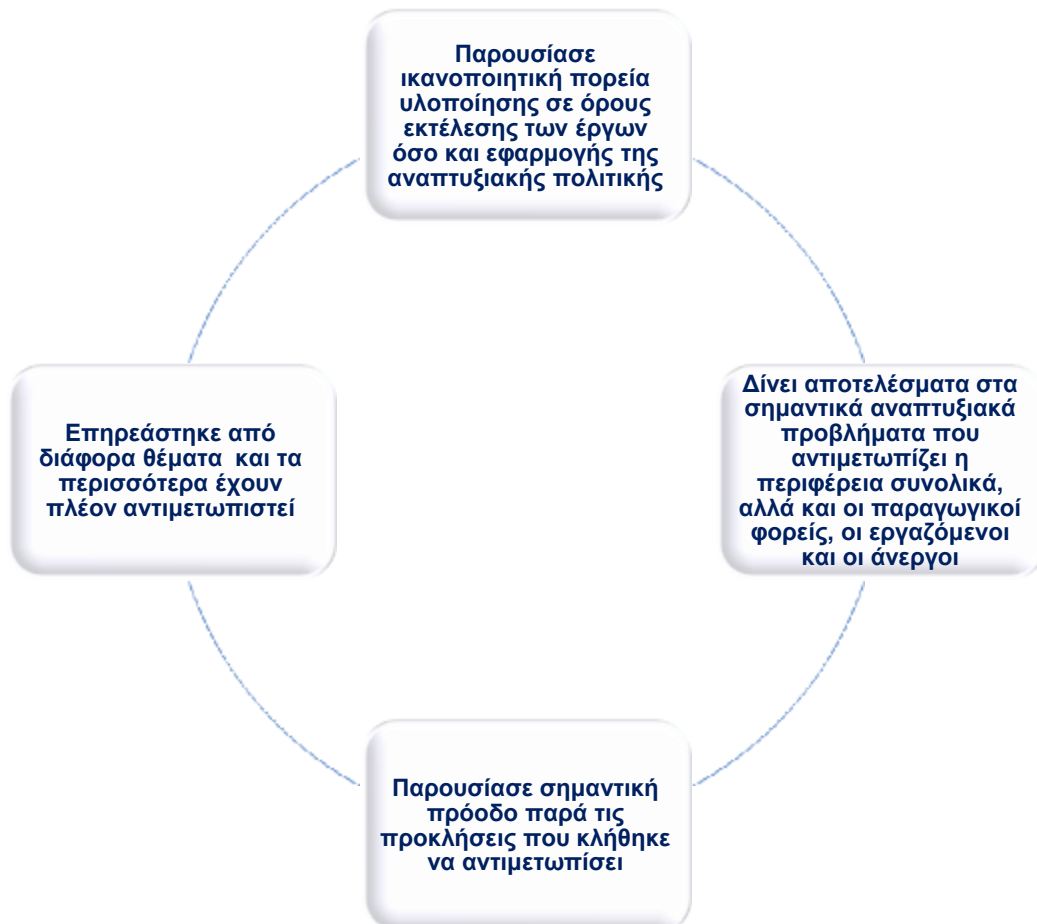 Παρουσίασε
ικανοποιητική πορεία
υλοποίησης σε όρους
εκτέλεσης των έργων
όσο και εφαρμογής της
αναπτυξιακής πολιτικής
Δίνει αποτελέσματα στα
σημαντικά αναπτυξιακά
προβλήματα που
αντιμετωπίζει η
περιφέρεια συνολικά,
αλλά και οι παραγωγικοί
φορείς, οι εργαζόμενοι
και οι άνεργοι
Παρουσίασε σημαντική
πρόοδο παρά τις
προκλήσεις που κλήθηκε
να αντιμετωπίσει
Επηρεάστηκε από
διάφορα θέματα και τα
περισσότερα έχουν
πλέον αντιμετωπιστεί